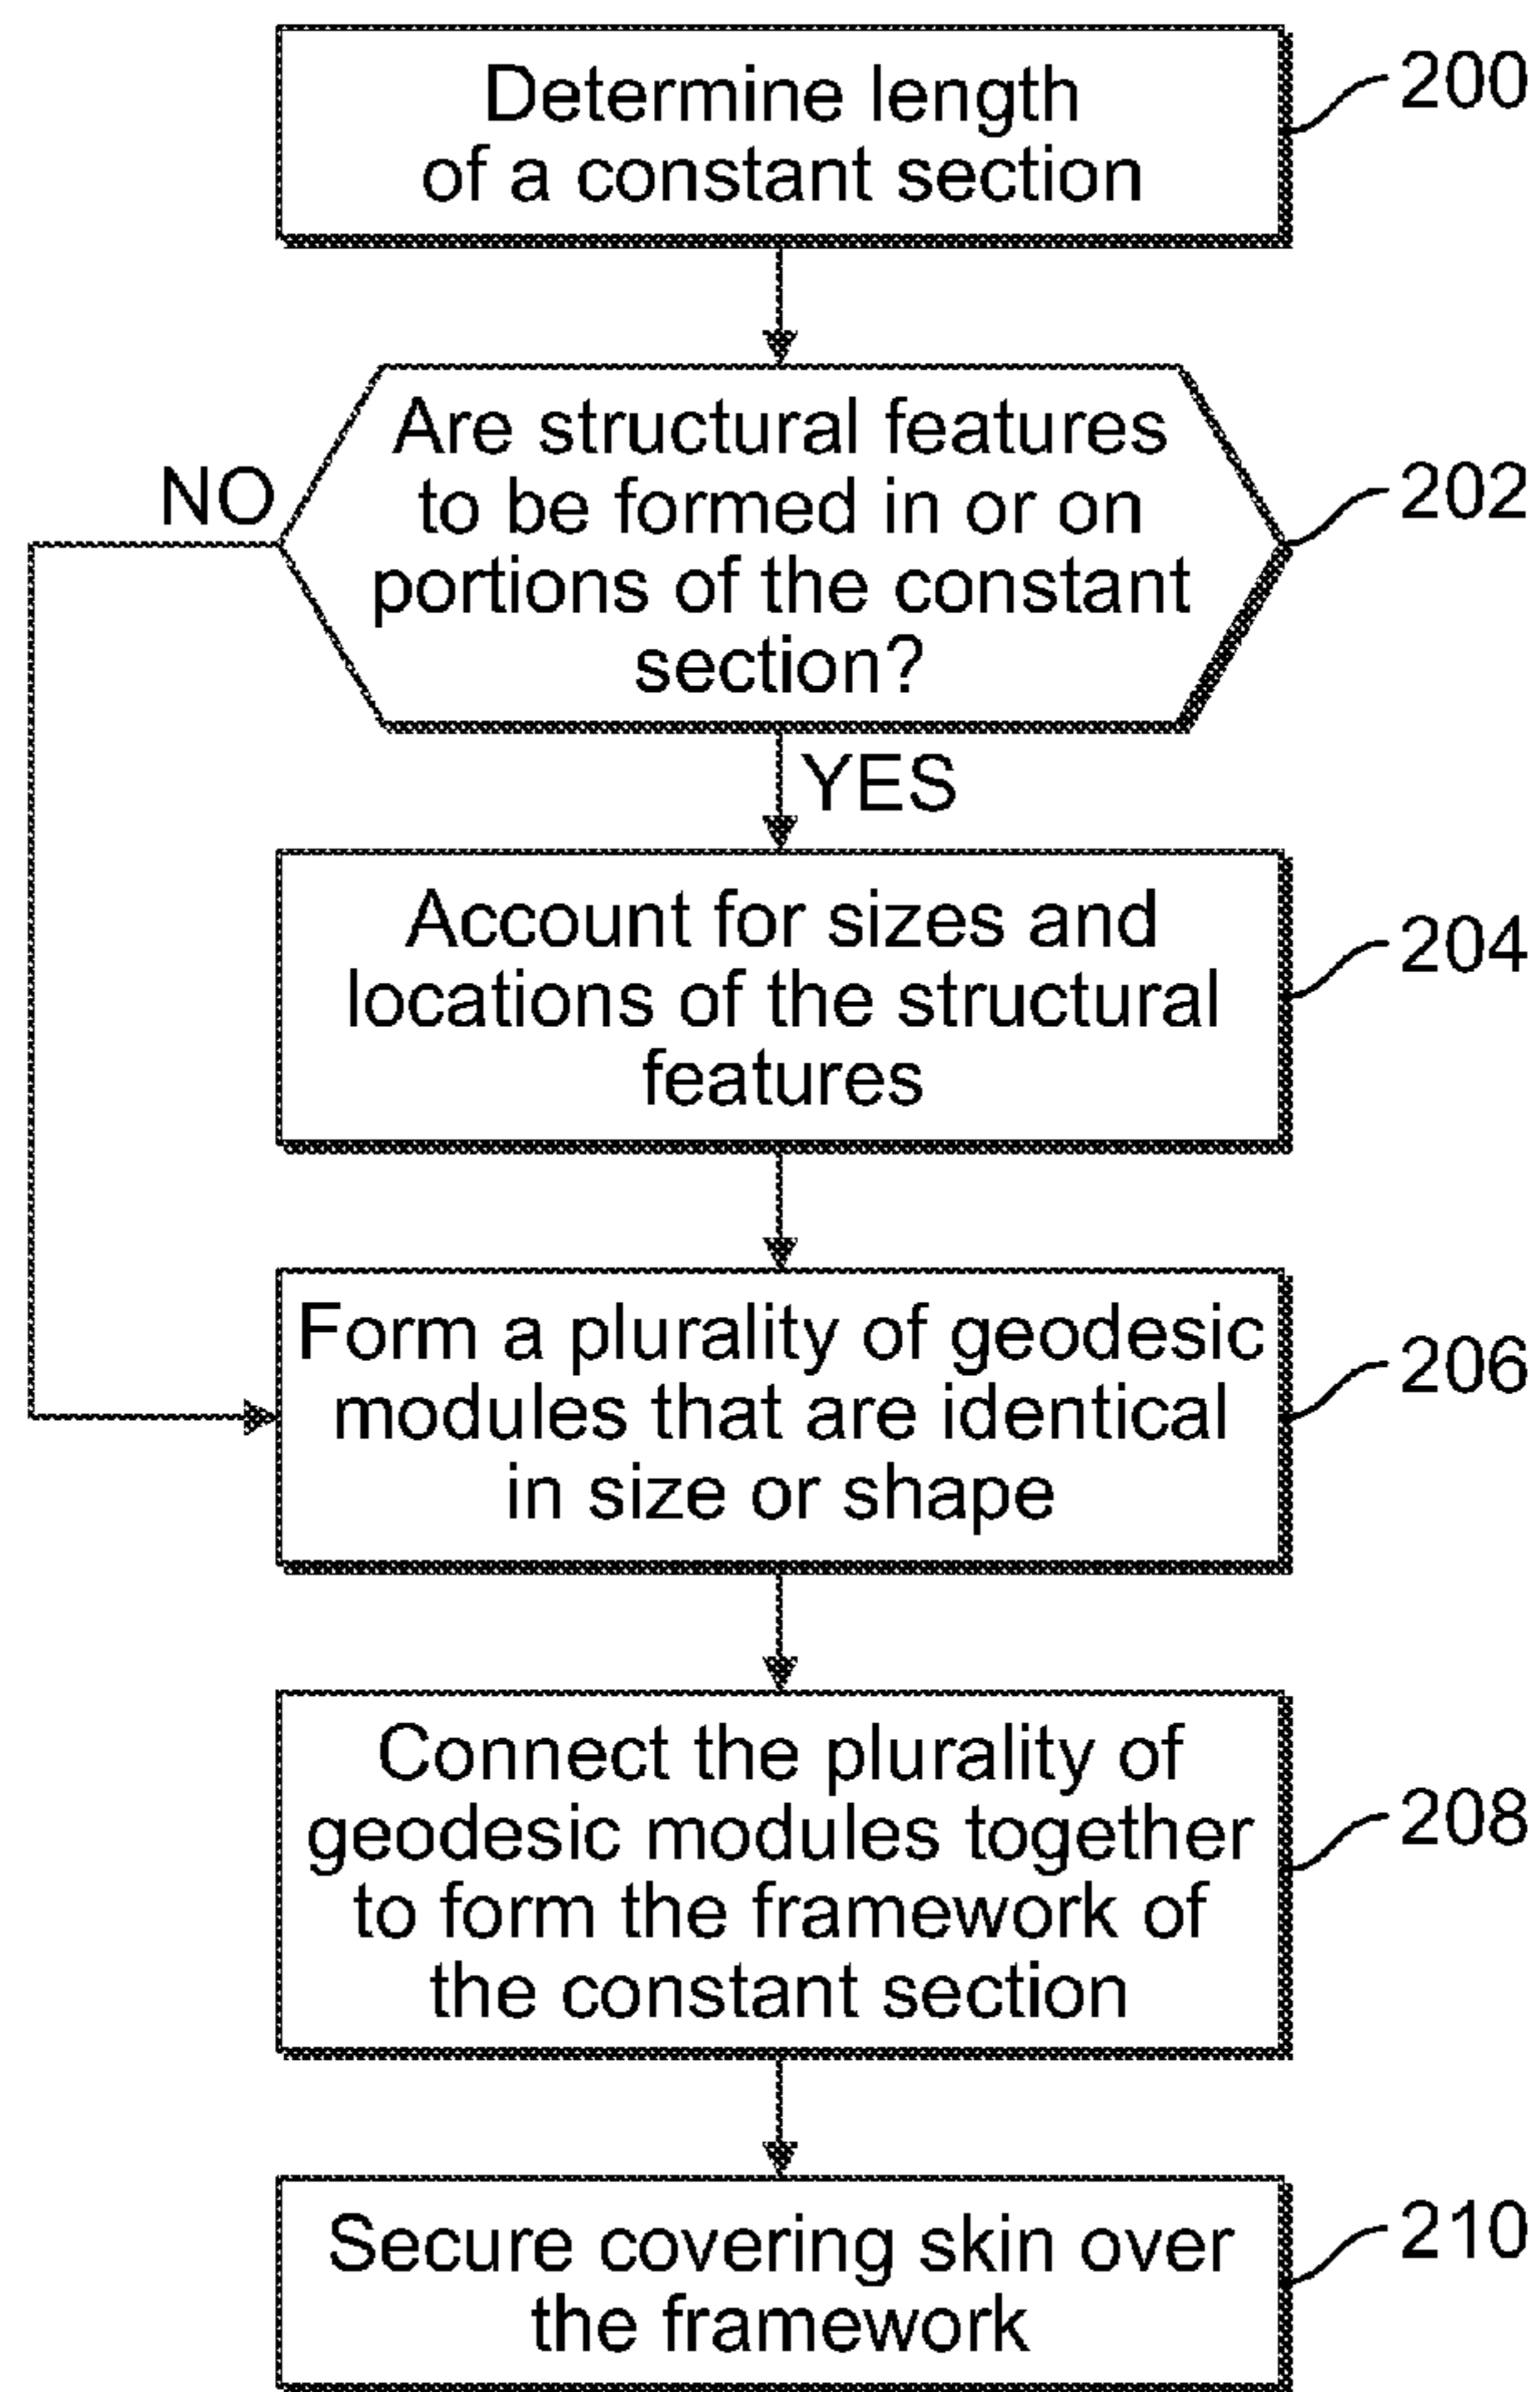 Determine length
of a constant section
200
Are structural features
to be formed in or on
portions of the constant
section?
202
NO
YES
Account for sizes and
locations of the structural
features
204
Form a plurality of geodesic
modules that are identical
in size or shape
206
Connect the plurality of
geodesic modules together
to form the framework of
the constant section
208
Secure covering skin over
the framework
210